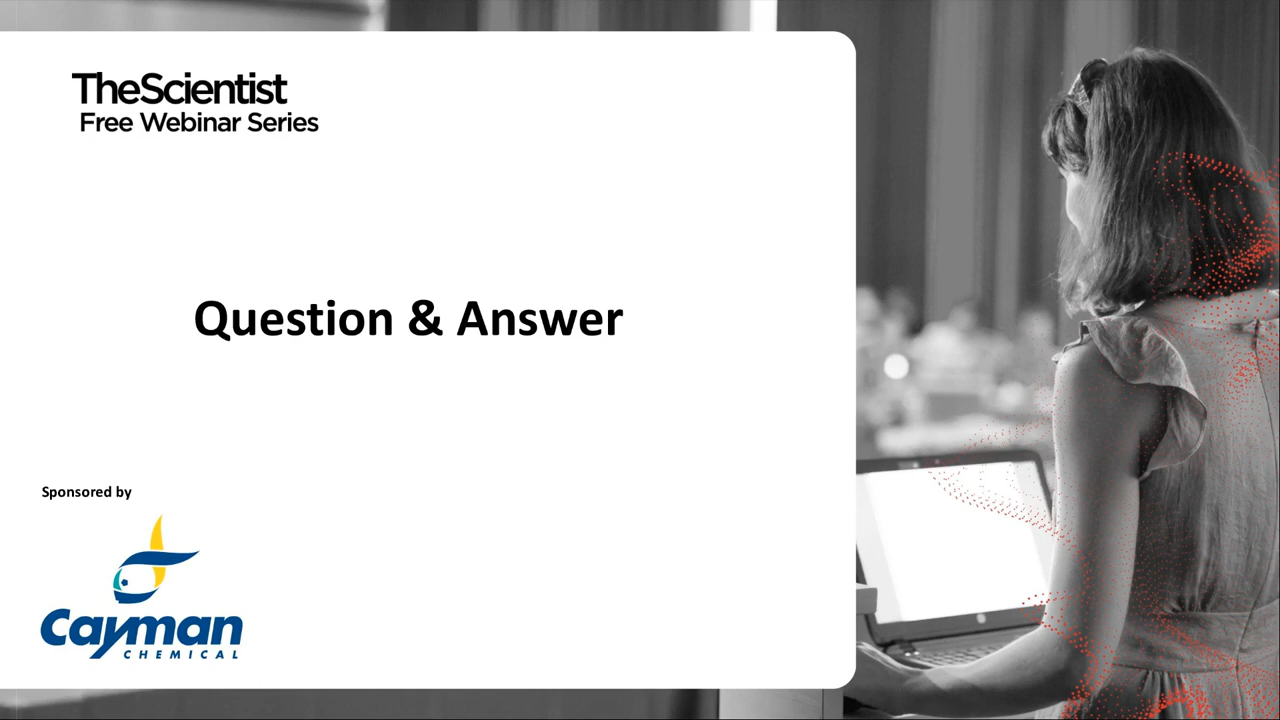 TheScientist
Free Webinar Series
Question & Answer
Sponsored by
Cayman
CHEMICAL